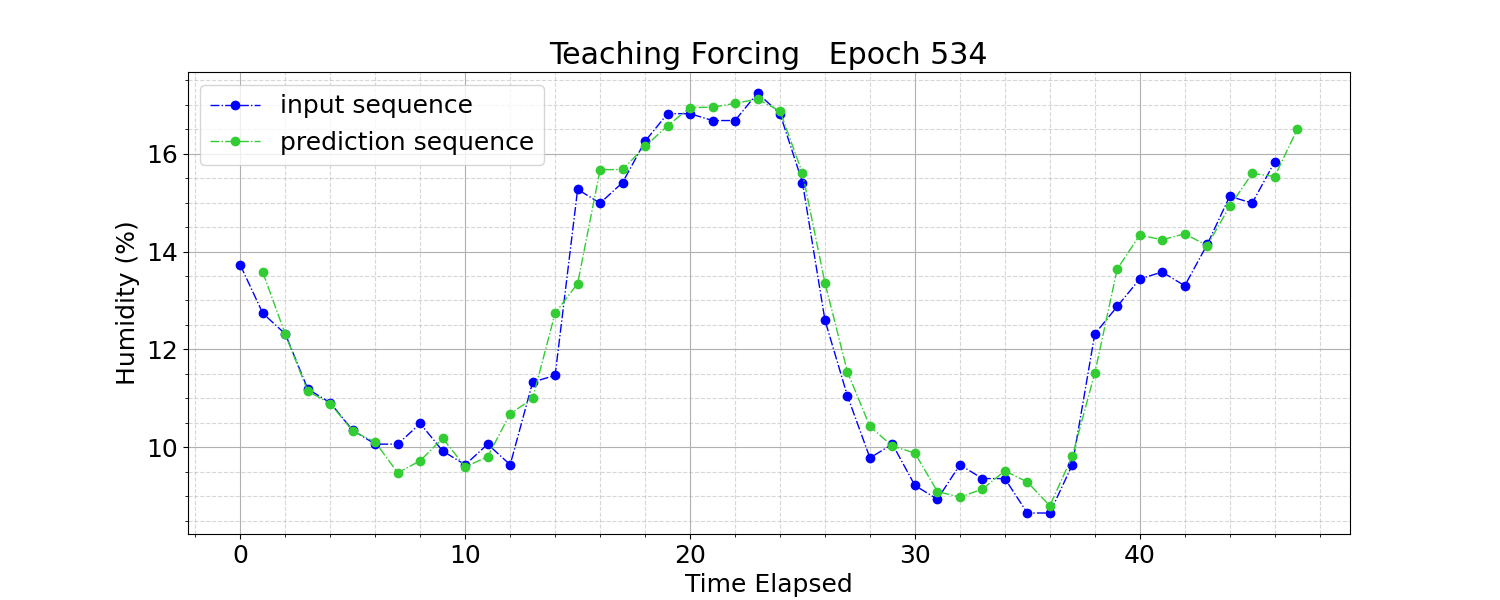 Teaching Forcing   Epoch 534
input sequence
prediction sequence
16
14
12
10
Humidity (%)
0 10 20 30 40
Time Elapsed